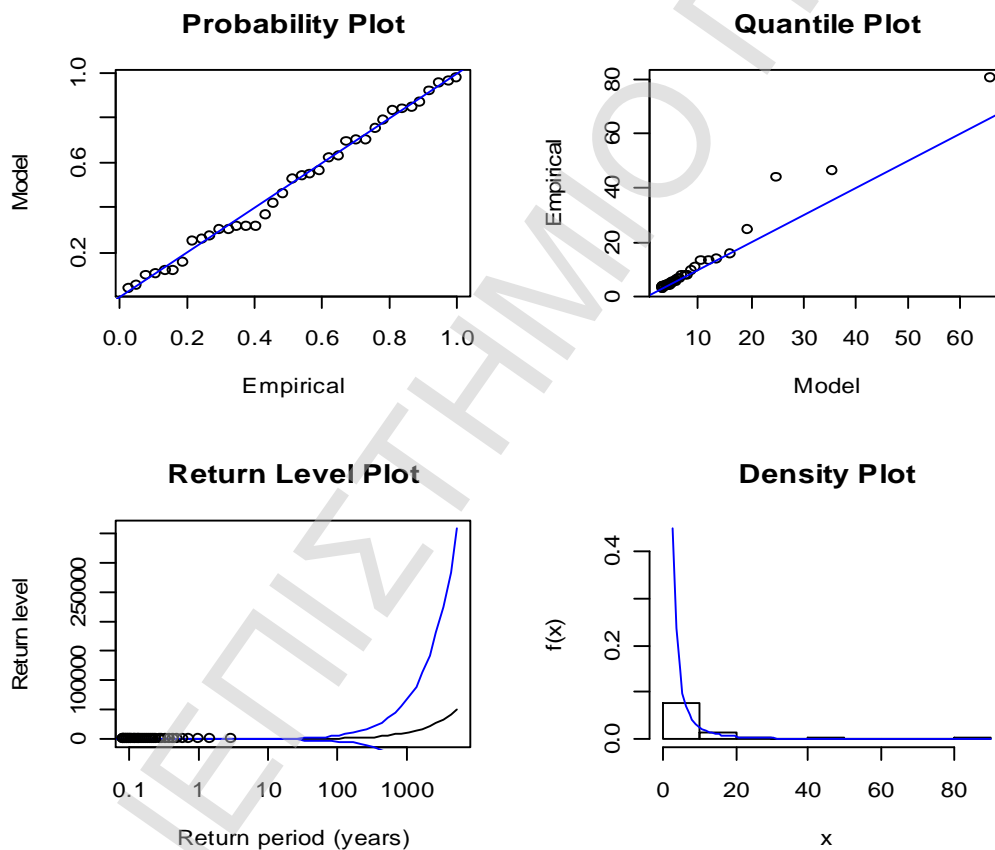 Probability Plot
Model
0.2
0.6
1.0
0.0 0.2 0.4 0.6 0.8 1.0
Empirical
Quantile Plot
Empirical
0 20 40 60 80
10 20 30 40 50 60
Model
Return Level Plot
Return level
0 100000 250000
0.1 1 10 100 1000
Return period (years)
Density Plot
f(x)
0.0 0.2 0.4
0 20 40 60 80
x
ΙΕΠΙΣΤΗΜΙΟ Π